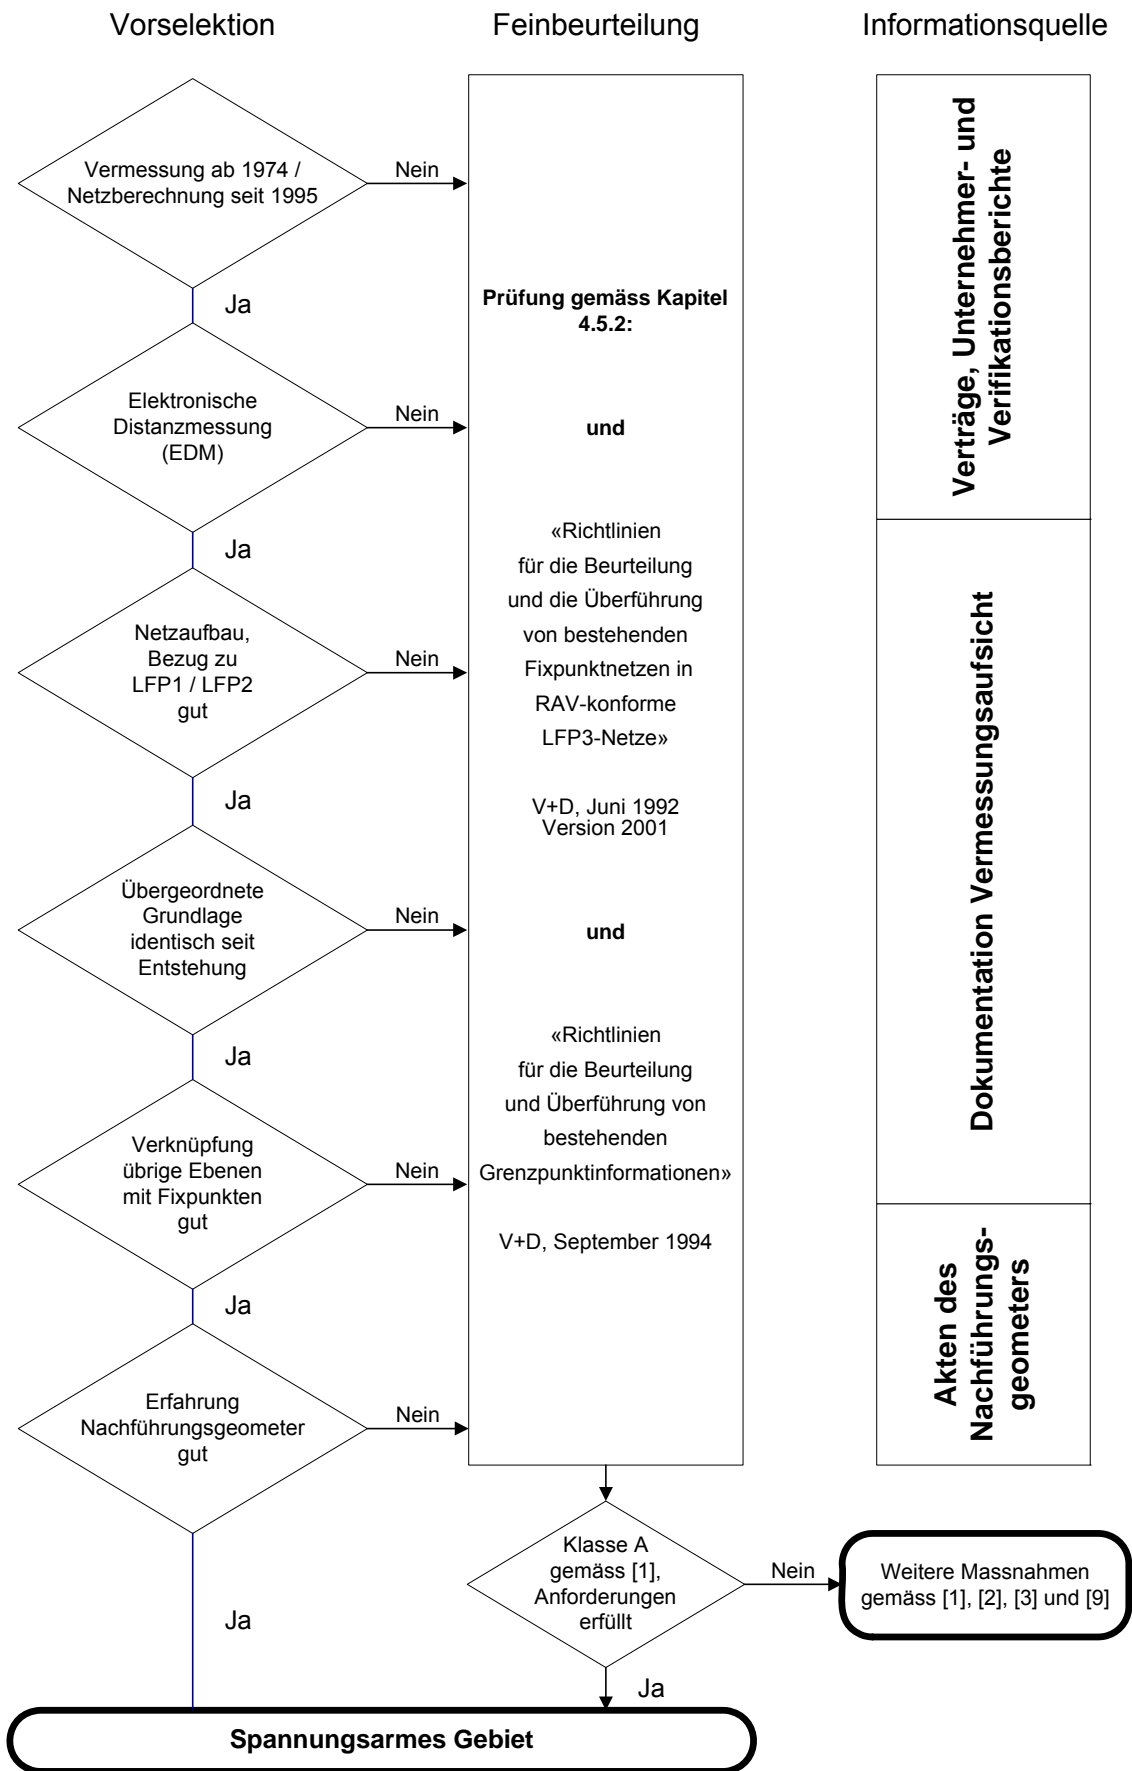 Vorselektion
Feinbeurteilung
Informationsquelle
Vermessung ab 1974 /
Netzberechnung seit 1995
Nein
Ja
Elektronische
Distanzmessung
(EDM)
Nein
Ja
Netzaufbau,
Bezug zu
LFP1 / LFP2
gut
Nein
Ja
Übergeordnete
Grundlage
identisch seit
Entstehung
Nein
Ja
Verknüpfung
übrige Ebenen
mit Fixpunkten
gut
Nein
Ja
Erfahrung
Nachführungsgeometer
gut
Nein
Ja
Prüfung gemäss Kapitel
4.5.2:
und
«Richtlinien
für die Beurteilung
und die Überführung
von bestehenden
Fixpunktnetzen in
RAV-konforme
LFP3-Netze»
V+D, Juni 1992
Version 2001
und
«Richtlinien
für die Beurteilung
und Überführung von
bestehenden
Grenzpunktinformationen»
V+D, September 1994
Klasse A
gemäss [1],
Anforderungen
erfüllt
Nein
Weitere Massnahmen
gemäss [1], [2], [3] und [9]
Ja
Spannungsarmes Gebiet
Verträge, Unternehmer- und
Verifikationsberichte
Dokumentation Vermessungsaufsicht
Akten des
Nachführungs-
geometers